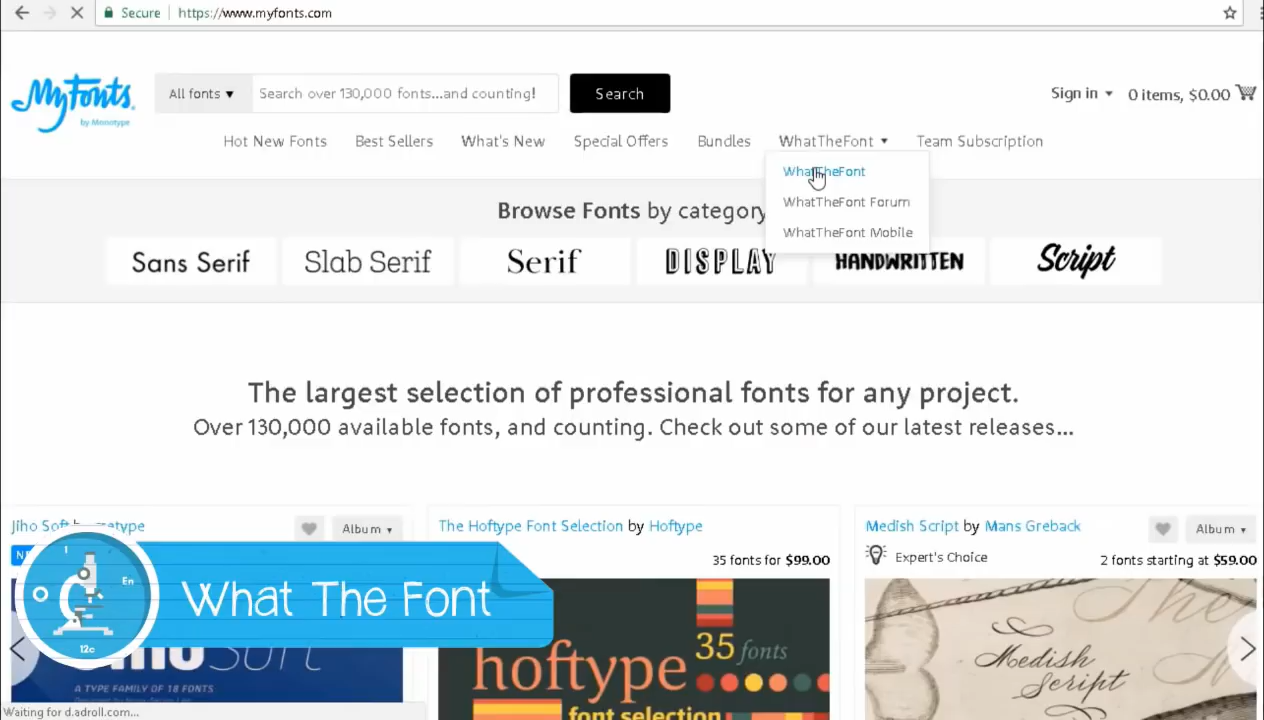 Secure https://www.myfonts.com
MyFonts by Monotype
All fonts ▾ Search over 130,000 fonts...and counting! Search
Sign in ▾ 0 items, $0.00
Hot New Fonts Best Sellers What's New Special Offers Bundles WhatTheFont ▾ Team Subscription
WhatTheFont
WhatTheFont Forum
WhatTheFont Mobile
Browse Fonts by category
Sans Serif Slab Serif Serif DISPLAY HANDWRITTEN Script
The largest selection of professional fonts for any project.
Over 130,000 available fonts, and counting. Check out some of our latest releases...
Jiho Soft
Album ▾
The Hoftype Font Selection by Hoftype
35 fonts for $99.00
Medish Script by Mans Greback
Album ▾
Expert's Choice
2 fonts starting at $59.00
What The Font
I
En
12c
SOFT
A TYPE FAMILY OF 18 FONTS
hoftype
35 fonts
font selection
The
Medish
Script
Waiting for d.adroll.com...